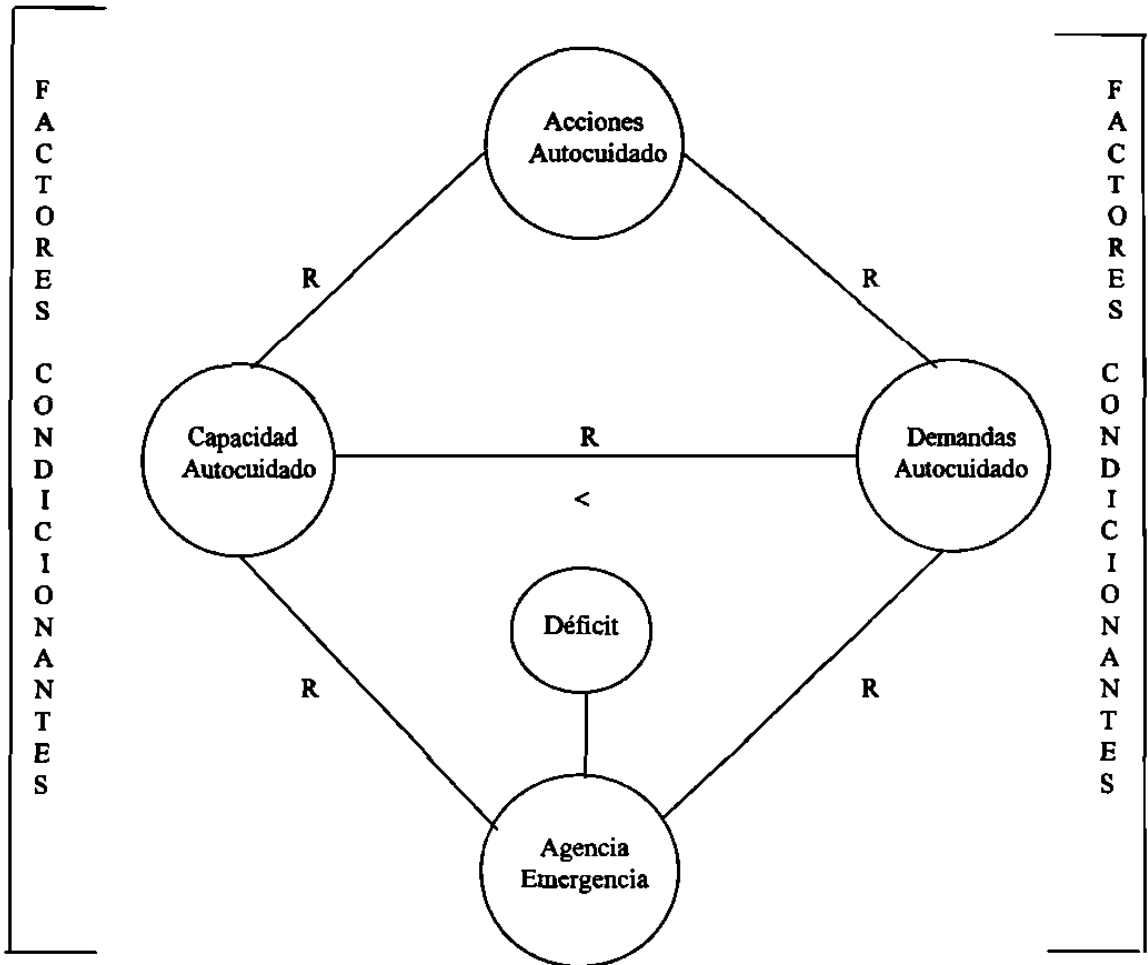 FACTORES CONDICIONANTES
Acciones
Autocuidado
R
R
Capacidad
Autocuidado
R
<
Demandas
Autocuidado
Déficit
R
R
Agencia
Emergencia
FACTORES CONDICIONANTES